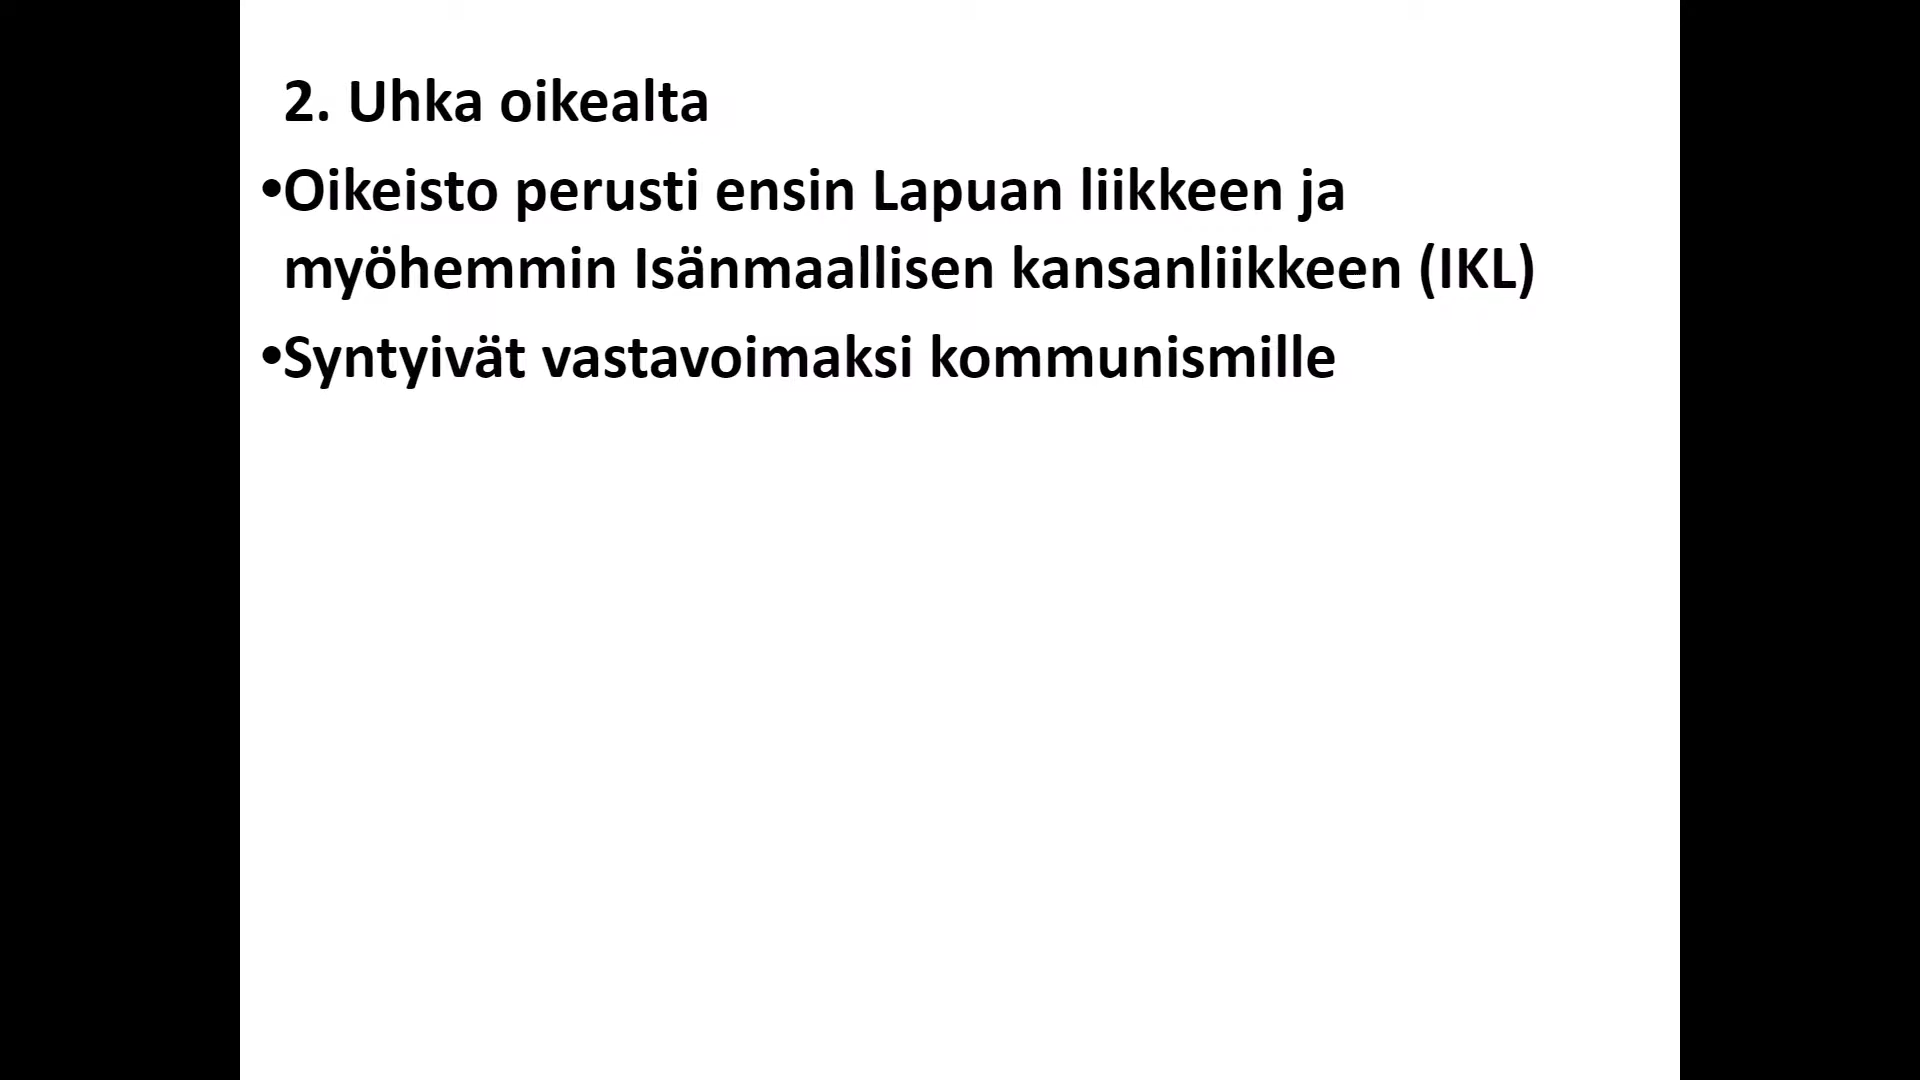 2. Uhka oikealta
•Oikeisto perusti ensin Lapuan liikkeen ja
myöhemmin Isänmaallisen kansanliikkeen (IKL)
•Syntyivät vastavoimaksi kommunismille